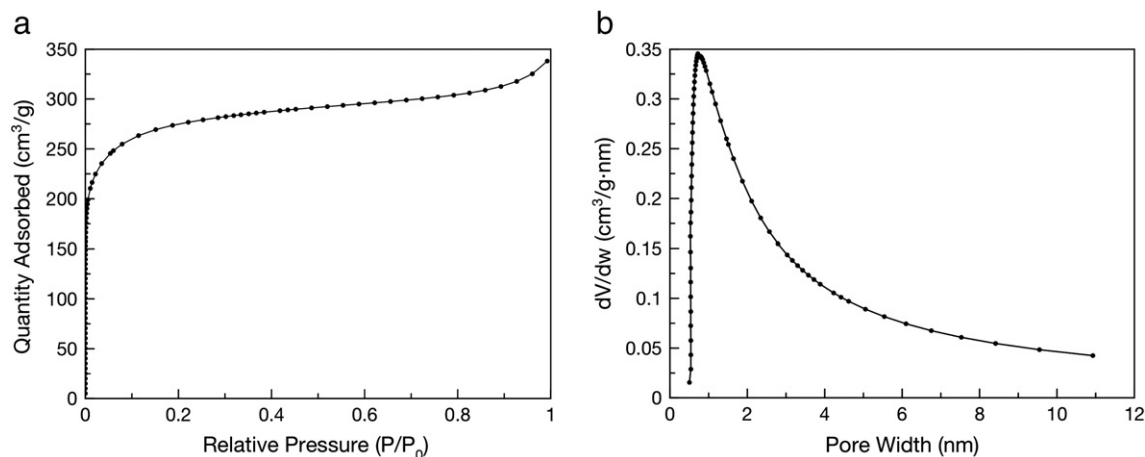 a
350
300
250
200
150
100
50
0
Quantity Adsorbed (cm³/g)
0 0.2 0.4 0.6 0.8 1
Relative Pressure (P/P₀)
b
0.35
0.3
0.25
0.2
0.15
0.1
0.05
0
dV/dw (cm³/g·nm)
0 2 4 6 8 10 12
Pore Width (nm)